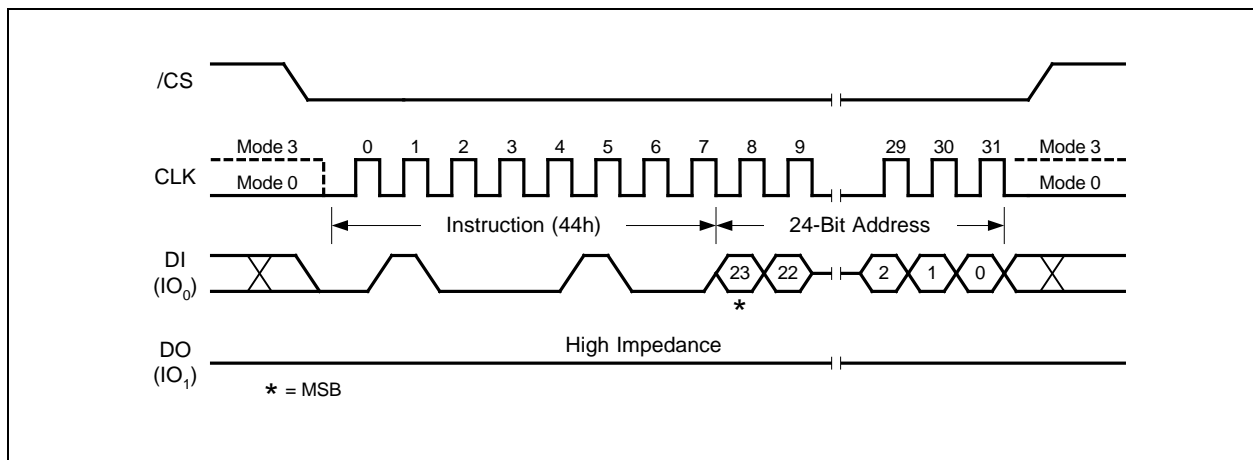 /CS
Mode 3 0 1 2 3 4 5 6 7 8 9 29 30 31 Mode 3
CLK Mode 0 Mode 0
Instruction (44h) 24-Bit Address
DI
(IO0) 23 22 2 1 0
*
DO High Impedance
(IO1)
* = MSB